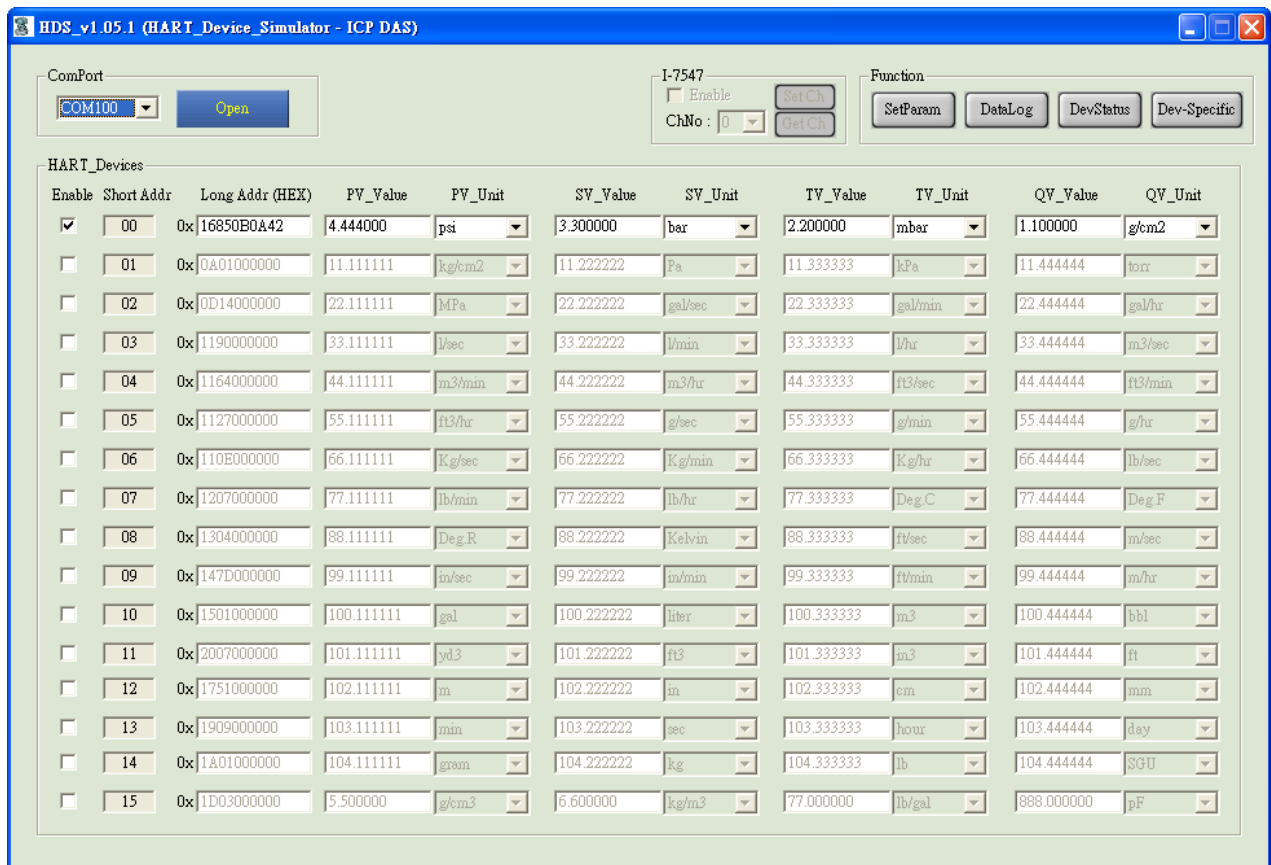 HDS_v1.05.1 (HART_Device_Simulator - ICP DAS)
ComPort I-7547 Function
COM100 Open Enable Set Ch SetParam DataLog DevStatus Dev-Specific
ChNo : 0 Get Ch
HART_Devices
Enable Short Addr Long Addr (HEX) PV_Value PV_Unit SV_Value SV_Unit TV_Value TV_Unit QV_Value QV_Unit
00 0x 16850B0A42 4.444000 psi 3.300000 bar 2.200000 mbar 1.100000 g/cm2
01 0x 0A01000000 11.111111 kg/cm2 11.222222 Pa 11.333333 kPa 11.444444 torr
02 0x 0D14000000 22.111111 MPa 22.222222 gal/sec 22.333333 gal/min 22.444444 gal/hr
03 0x 1190000000 33.111111 l/sec 33.222222 l/min 33.333333 l/hr 33.444444 m3/sec
04 0x 1164000000 44.111111 m3/min 44.222222 m3/hr 44.333333 ft3/sec 44.444444 ft3/min
05 0x 1127000000 55.111111 ft3/hr 55.222222 g/sec 55.333333 g/min 55.444444 g/hr
06 0x 110E000000 66.111111 Kg/sec 66.222222 Kg/min 66.333333 Kg/hr 66.444444 lb/sec
07 0x 1207000000 77.111111 lb/min 77.222222 lb/hr 77.333333 Deg.C 77.444444 Deg.F
08 0x 1304000000 88.111111 Deg.R 88.222222 Kelvin 88.333333 ft/sec 88.444444 m/sec
09 0x 147D000000 99.111111 in/sec 99.222222 in/min 99.333333 ft/min 99.444444 m/hr
10 0x 1501000000 100.111111 gal 100.222222 liter 100.333333 m3 100.444444 bbl
11 0x 2007000000 101.111111 yd3 101.222222 ft3 101.333333 in3 101.444444 ft
12 0x 1751000000 102.111111 m 102.222222 in 102.333333 cm 102.444444 mm
13 0x 1909000000 103.111111 min 103.222222 sec 103.333333 hour 103.444444 day
14 0x 1A01000000 104.111111 gram 104.222222 kg 104.333333 lb 104.444444 SGU
15 0x 1D03000000 5.500000 g/cm3 6.600000 kg/m3 77.000000 lb/gal 888.000000 pF